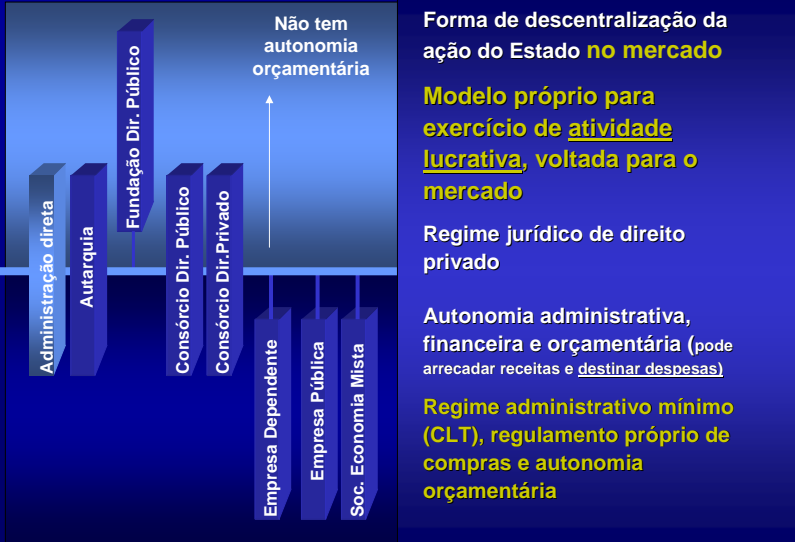 Não tem
autonomia
orçamentária
Administração direta
Autarquia
Fundação Dir. Público
Consórcio Dir. Público
Consórcio Dir.Privado
Empresa Dependente
Empresa Pública
Soc. Economia Mista
Forma de descentralização da
ação do Estado no mercado
Modelo próprio para
exercício de atividade
lucrativa, voltada para o
mercado
Regime jurídico de direito
privado
Autonomia administrativa,
financeira e orçamentária (pode
arrecadar receitas e destinar despesas)
Regime administrativo mínimo
(CLT), regulamento próprio de
compras e autonomia
orçamentária